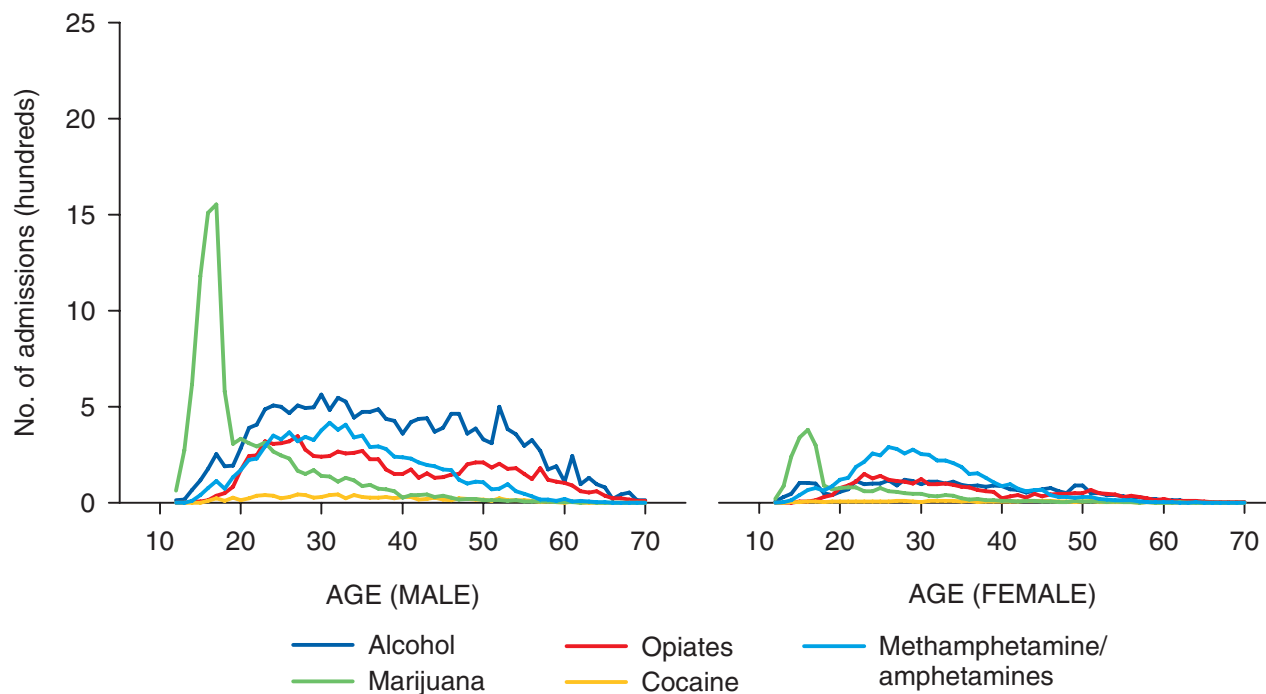 No. of admissions (hundreds)
25
20
15
10
5
0
10 20 30 40 50 60 70
AGE (MALE)
0
10 20 30 40 50 60 70
AGE (FEMALE)
Alcohol
Marijuana
Opiates
Cocaine
Methamphetamine/
amphetamines